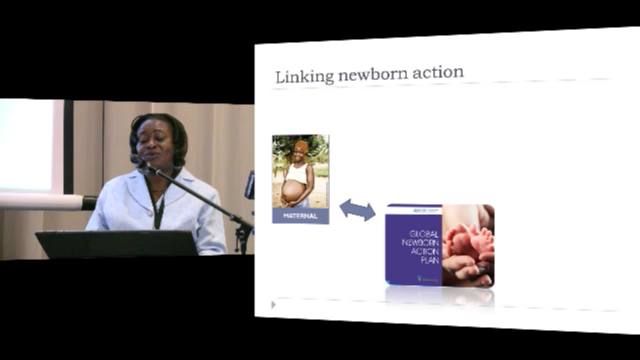 Linking newborn action
MATERNAL
GLOBAL
NEWBORN
ACTION
PLAN